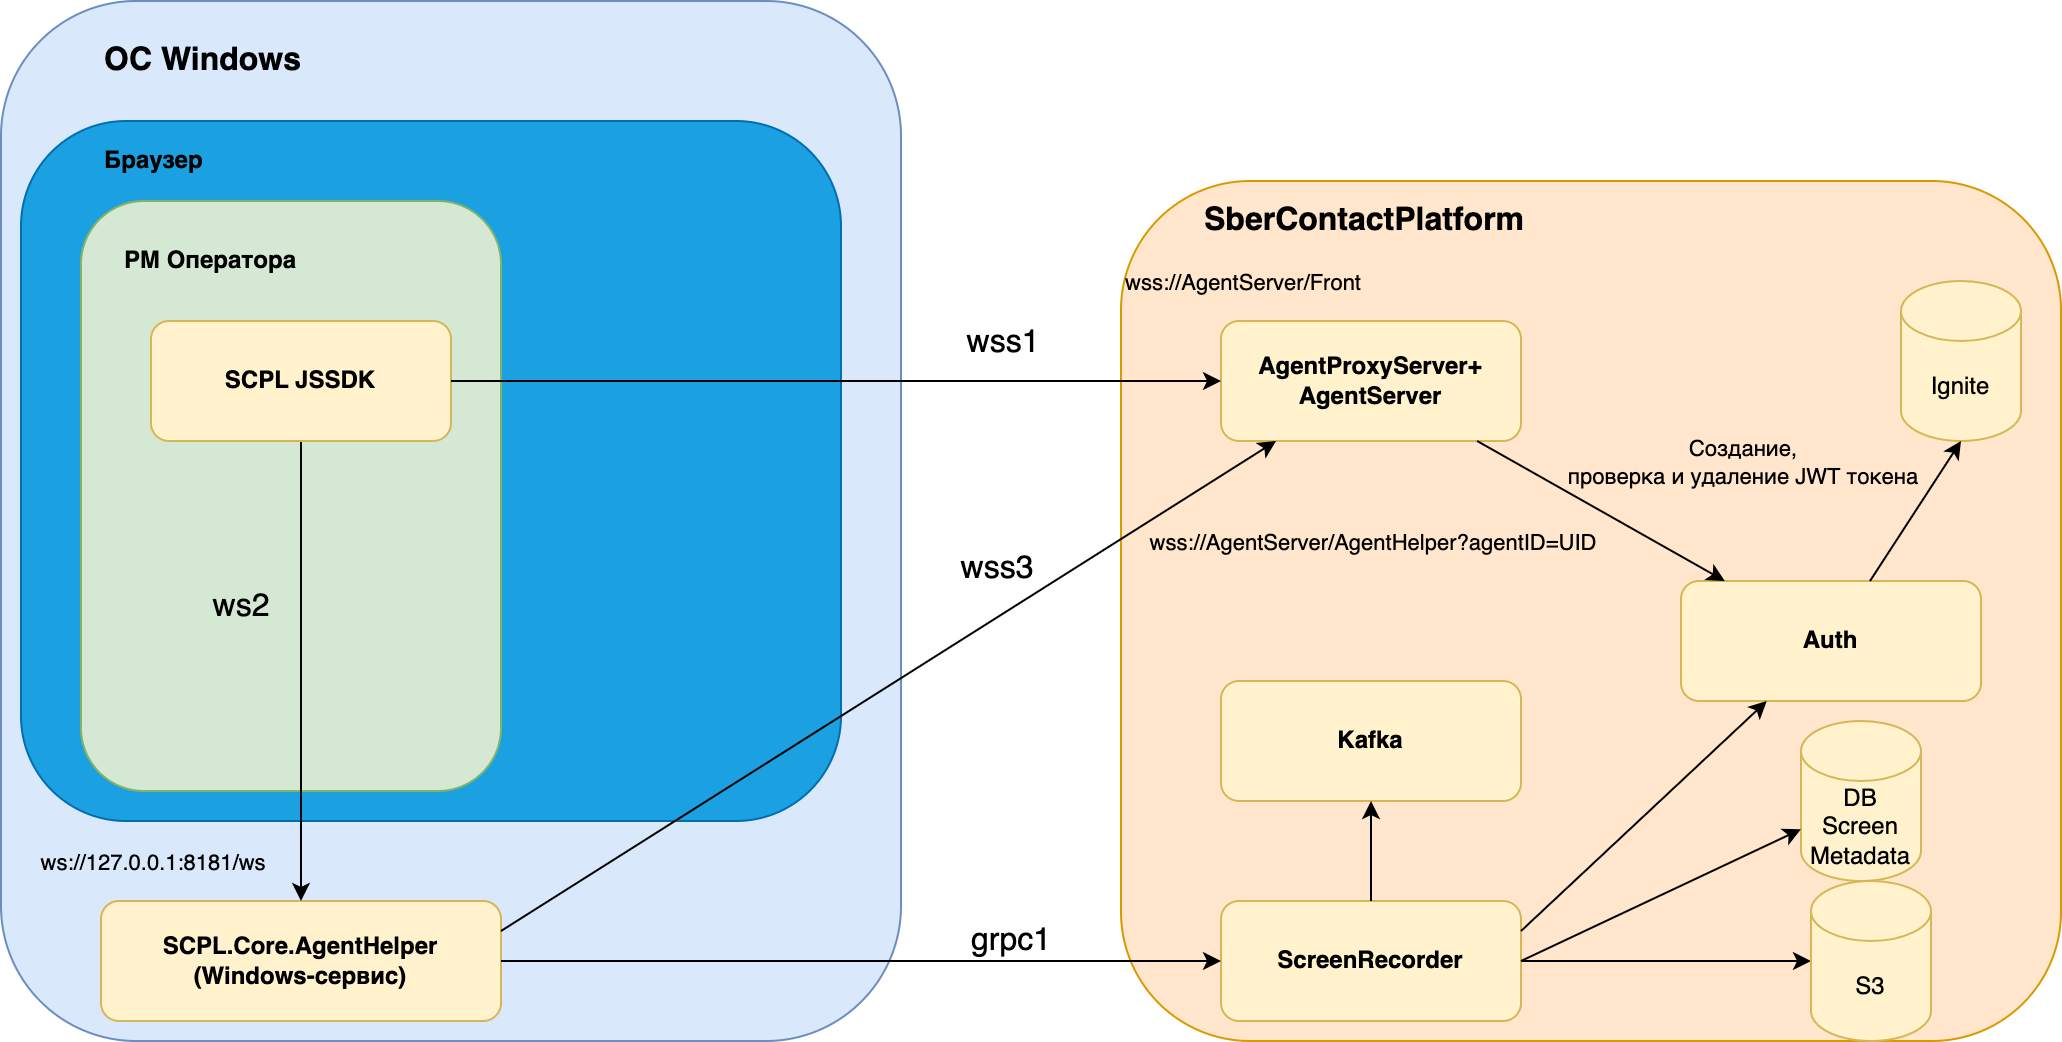 ОС Windows
Браузер
РМ Оператора
SCPL JSSDK
ws2
ws://127.0.0.1:8181/ws
SCPL.Core.AgentHelper
(Windows-сервис)
wss1
wss3
grpc1
SberContactPlatform
wss://AgentServer/Front
AgentProxyServer+
AgentServer
Ignite
Создание,
проверка и удаление JWT токена
wss://AgentServer/AgentHelper?agentID=UID
Auth
Kafka
DB
Screen
Metadata
ScreenRecorder
S3